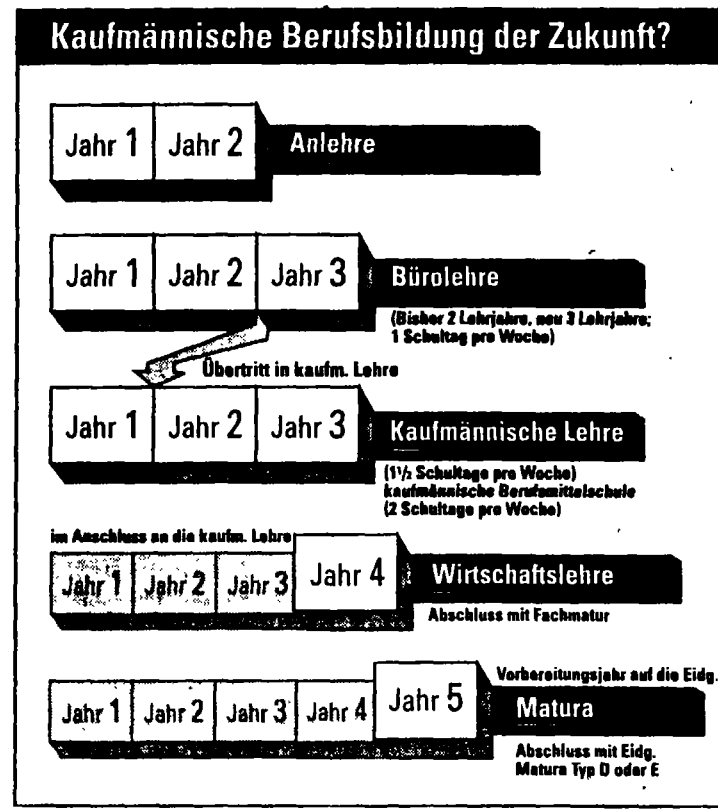 Kaufmännische Berufsbildung der Zukunft?
Jahr 1 Jahr 2 Anlehre
Jahr 1 Jahr 2 Jahr 3 Bürolehre
(Bisher 2 Lehrjahre, neu 3 Lehrjahre;
1 Schultag pro Woche)
Übertritt in kaufm. Lehre
Jahr 1 Jahr 2 Jahr 3 Kaufmännische Lehre
(1½ Schultage pro Woche)
kaufmännische Berufsmittelschule
(2 Schultage pro Woche)
im Anschluss an die kaufm. Lehre
Jahr 1 Jahr 2 Jahr 3 Jahr 4 Wirtschaftslehre
Abschluss mit Fachmatur
Vorbereitungsjahr auf die Eidg.
Jahr 1 Jahr 2 Jahr 3 Jahr 4 Jahr 5 Matura
Abschluss mit Eidg.
Matura Typ D oder E